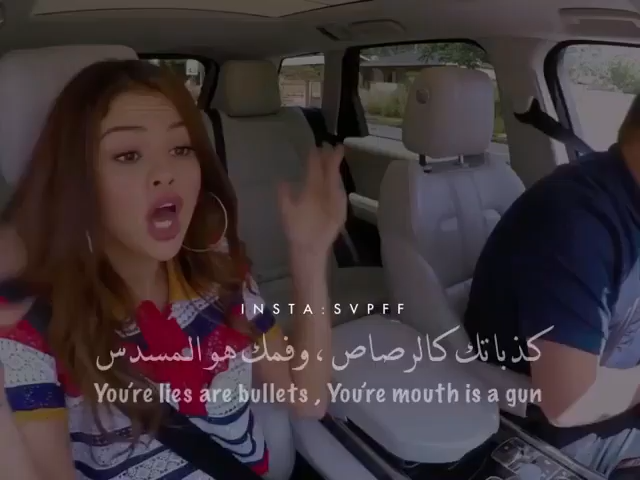 INSTA:SVPFF
كذباتك كالرصاص ، وفمك هو المسدس
You're lies are bullets , You're mouth is a gun